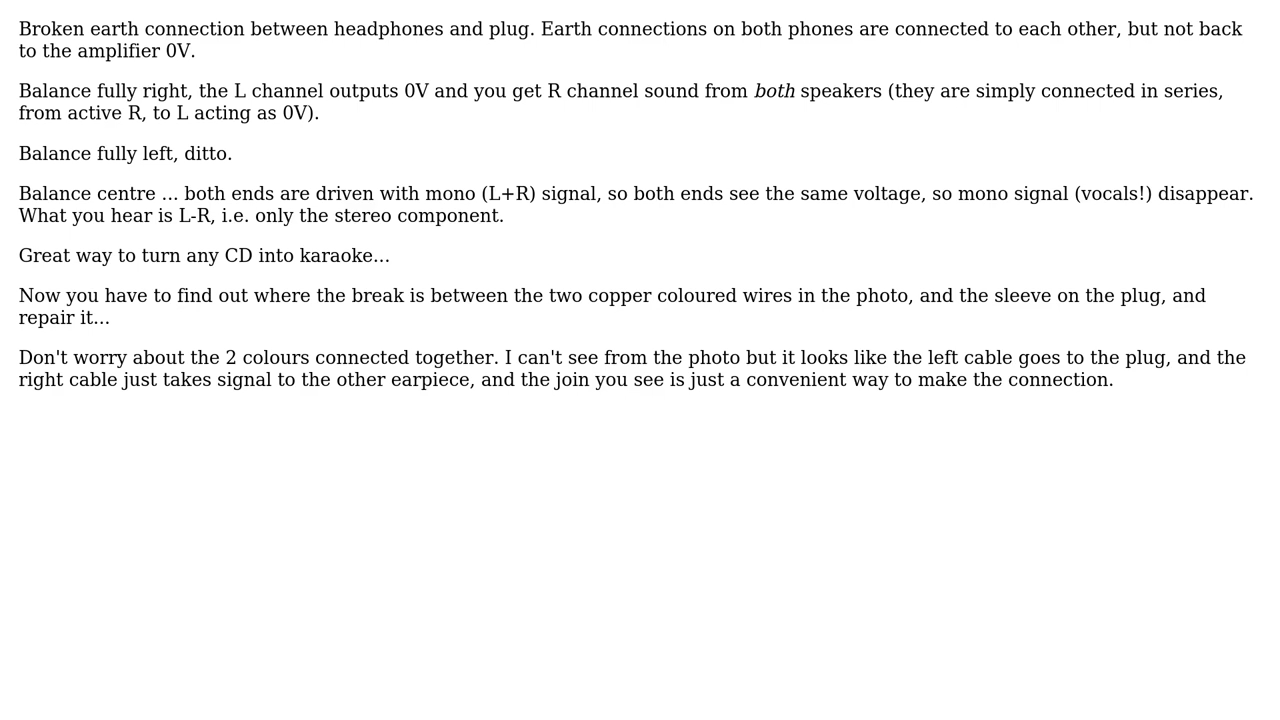 Broken earth connection between headphones and plug. Earth connections on both phones are connected to each other, but not back
to the amplifier 0V.
Balance fully right, the L channel outputs 0V and you get R channel sound from both speakers (they are simply connected in series,
from active R, to L acting as 0V).
Balance fully left, ditto.
Balance centre ... both ends are driven with mono (L+R) signal, so both ends see the same voltage, so mono signal (vocals!) disappear.
What you hear is L-R, i.e. only the stereo component.
Great way to turn any CD into karaoke...
Now you have to find out where the break is between the two copper coloured wires in the photo, and the sleeve on the plug, and
repair it...
Don't worry about the 2 colours connected together. I can't see from the photo but it looks like the left cable goes to the plug, and the
right cable just takes signal to the other earpiece, and the join you see is just a convenient way to make the connection.